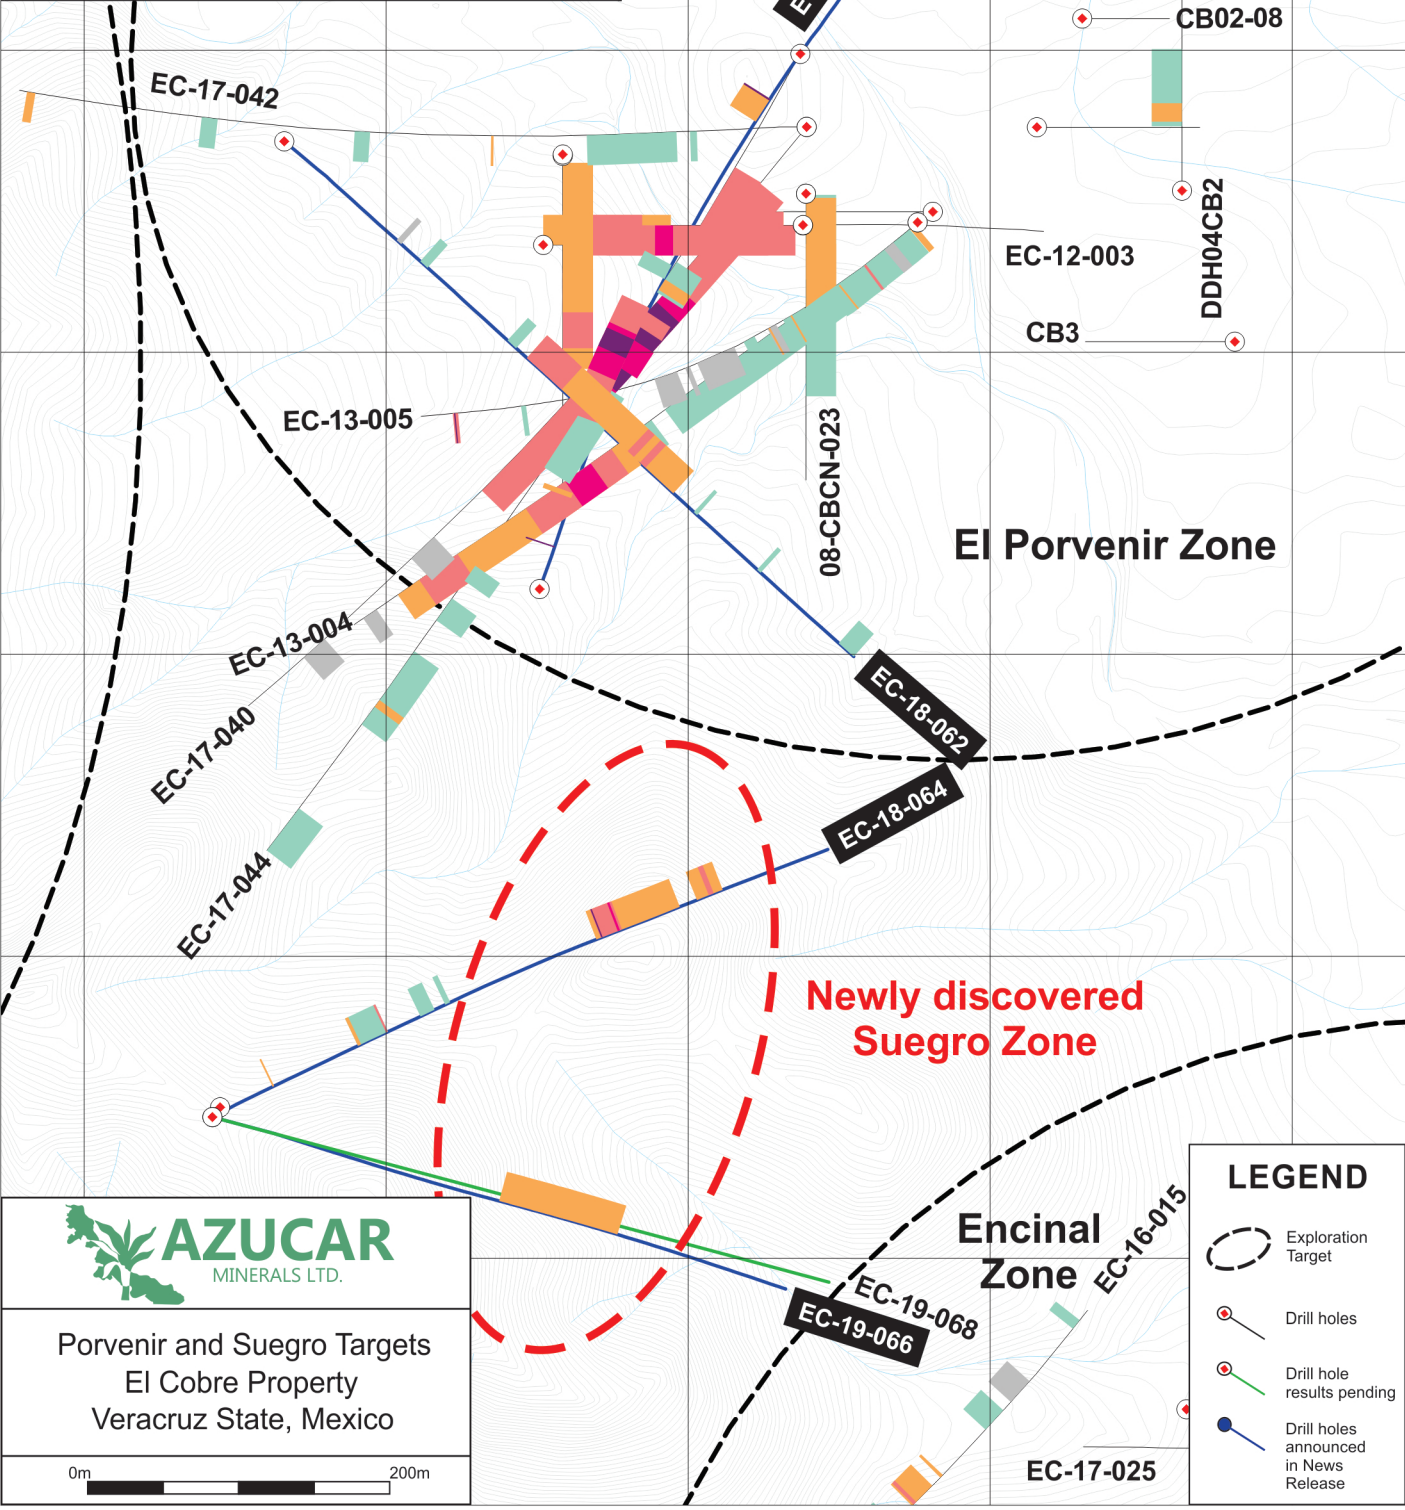 E
CB02-08
EC-17-042
DDH04CB2
EC-12-003
CB3
EC-13-005
08-CBCN-023
El Porvenir Zone
EC-13-004
EC-17-040
EC-18-062
EC-18-064
EC-17-044
Newly discovered
Suegro Zone
Encinal
Zone
EC-16-015
EC-19-068
EC-19-066
EC-17-025
AZUCAR
MINERALS LTD.
Porvenir and Suegro Targets
El Cobre Property
Veracruz State, Mexico
0m
200m
LEGEND
Exploration
Target
Drill holes
Drill hole
results pending
Drill holes
announced
in News
Release